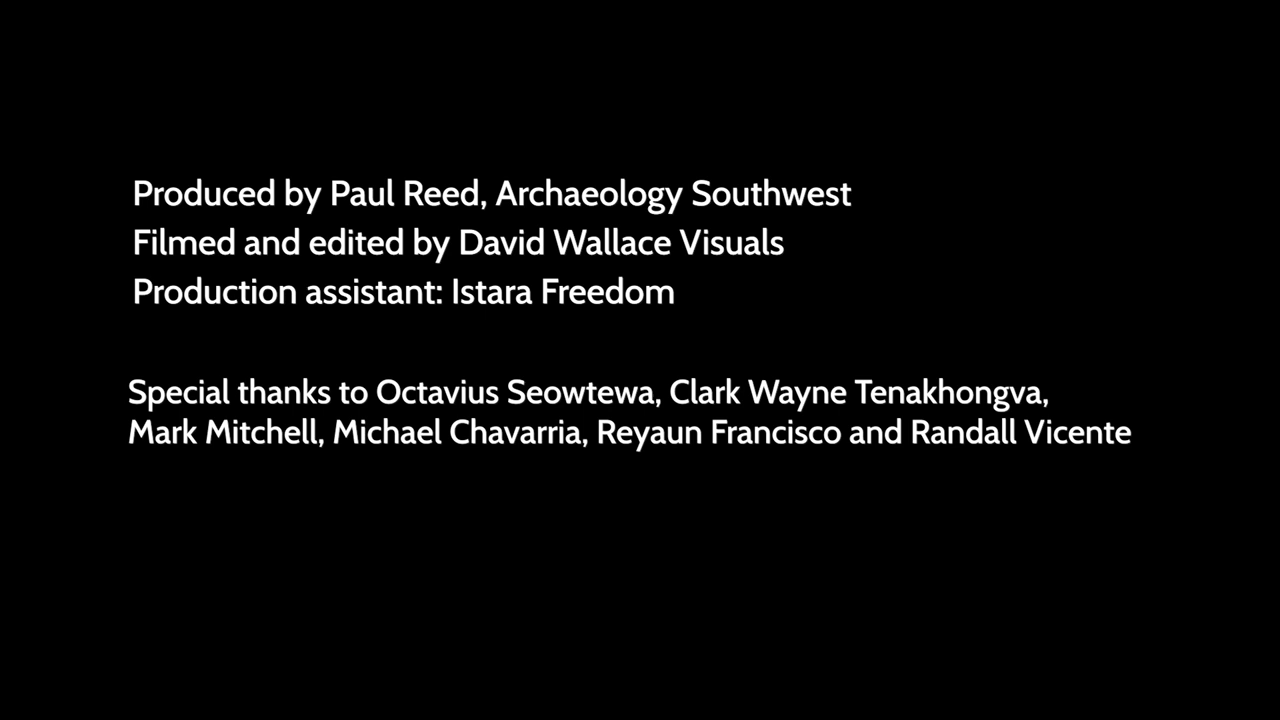 Produced by Paul Reed, Archaeology Southwest
Filmed and edited by David Wallace Visuals
Production assistant: Istara Freedom
Special thanks to Octavius Seowtewa, Clark Wayne Tenakhongva,
Mark Mitchell, Michael Chavarria, Reyaun Francisco and Randall Vicente